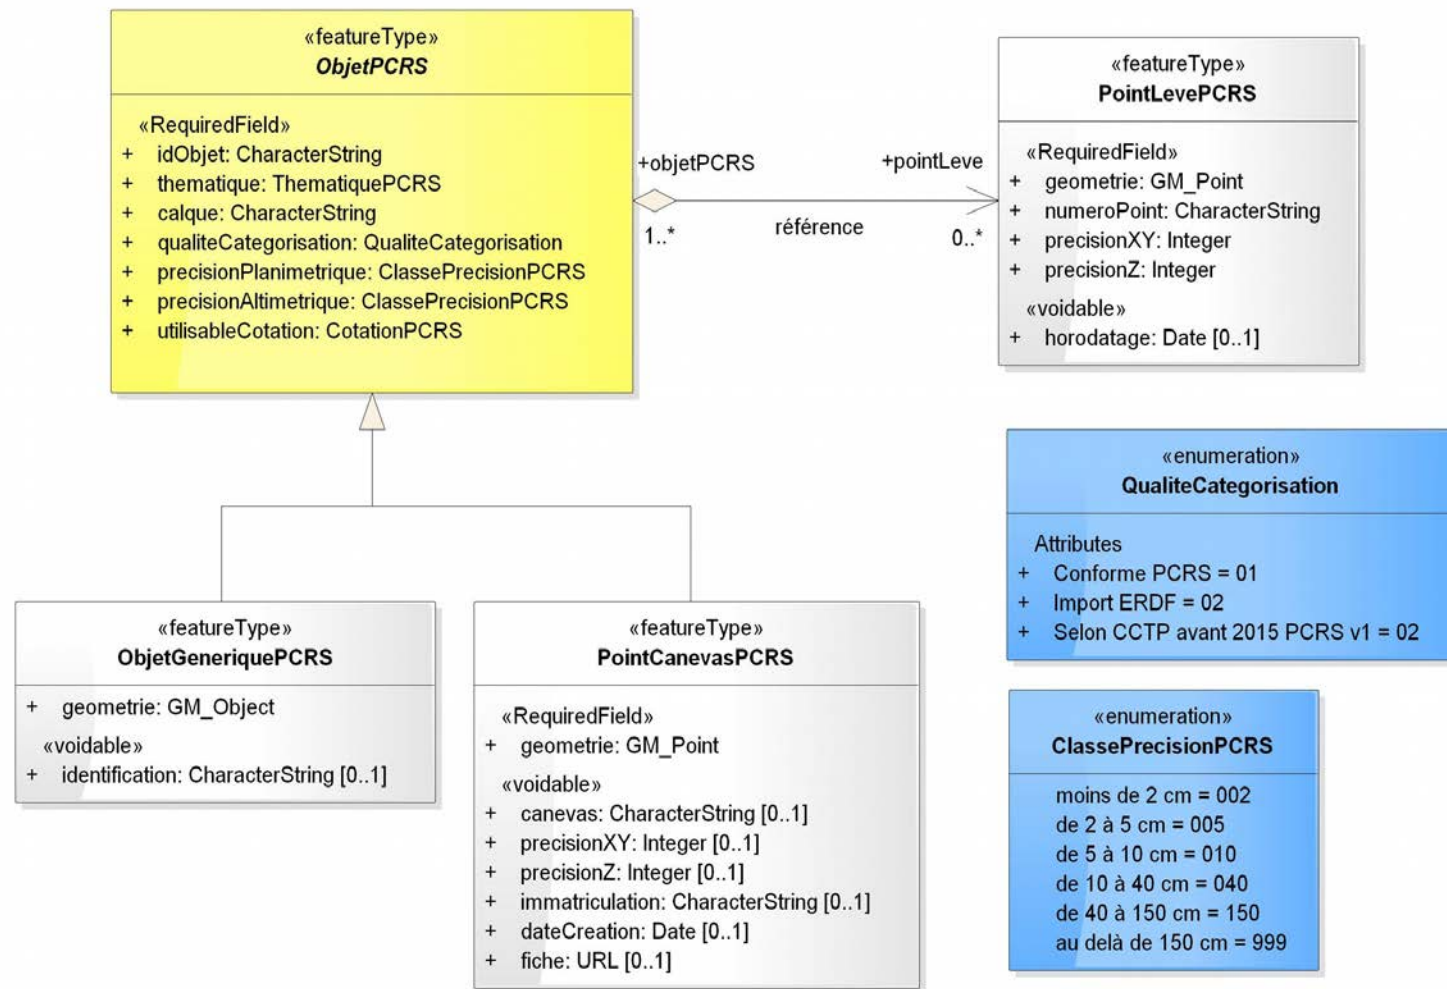 «featureType»
ObjetPCRS
«RequiredField»
+ idObjet: CharacterString
+ thematique: ThematiquePCRS
+ calque: CharacterString
+ qualiteCategorisation: QualiteCategorisation
+ precisionPlanimetrique: ClassePrecisionPCRS
+ precisionAltimetrique: ClassePrecisionPCRS
+ utilisableCotation: CotationPCRS
+objetPCRS
1..*
référence
+pointLeve
0..*
«featureType»
PointLevePCRS
«RequiredField»
+ geometrie: GM_Point
+ numeroPoint: CharacterString
+ precisionXY: Integer
+ precisionZ: Integer
«voidable»
+ horodatage: Date [0..1]
«featureType»
ObjetGeneriquePCRS
+ geometrie: GM_Object
«voidable»
+ identification: CharacterString [0..1]
«featureType»
PointCanevasPCRS
«RequiredField»
+ geometrie: GM_Point
«voidable»
+ canevas: CharacterString [0..1]
+ precisionXY: Integer [0..1]
+ precisionZ: Integer [0..1]
+ immatriculation: CharacterString [0..1]
+ dateCreation: Date [0..1]
+ fiche: URL [0..1]
«enumeration»
QualiteCategorisation
Attributes
+ Conforme PCRS = 01
+ Import ERDF = 02
+ Selon CCTP avant 2015 PCRS v1 = 02
«enumeration»
ClassePrecisionPCRS
moins de 2 cm = 002
de 2 à 5 cm = 005
de 5 à 10 cm = 010
de 10 à 40 cm = 040
de 40 à 150 cm = 150
au delà de 150 cm = 999